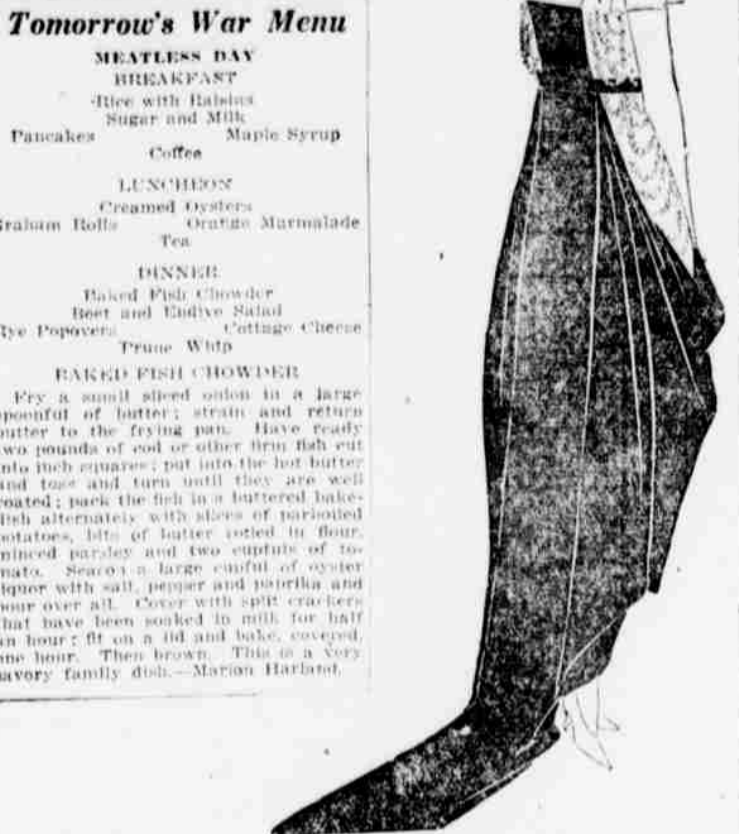 Tomorrow's War Menu
MEATLESS DAY
BREAKFAST
Rice with Raisins
Sugar and Milk
Pancakes Maple Syrup
Coffee
LUNCHEON
Creamed Oysters
Graham Rolls Orange Marmalade
Tea
DINNER
Baked Fish Chowder
Beet and Endive Salad
Rye Popovers Cottage Cheese
Prune Whip
BAKED FISH CHOWDER
Fry a small sliced onion in a large
spoonful of butter; strain and return
butter to the frying pan. Have ready
two pounds of cod or other firm fish cut
into inch squares; put into the hot butter
and toss and turn until they are well
coated; pack the fish in a buttered bake-
dish alternately with slices of parboiled
potatoes, bits of butter rolled in flour,
minced parsley and two cupfuls of to-
mato. Season a large cupful of oyster
liquor with salt, pepper and paprika and
pour over all. Cover with split crackers
that have been soaked in milk for half
an hour; fit on a lid and bake, covered,
one hour. Then brown. This is a very
savory family dish.—Marion Harland.